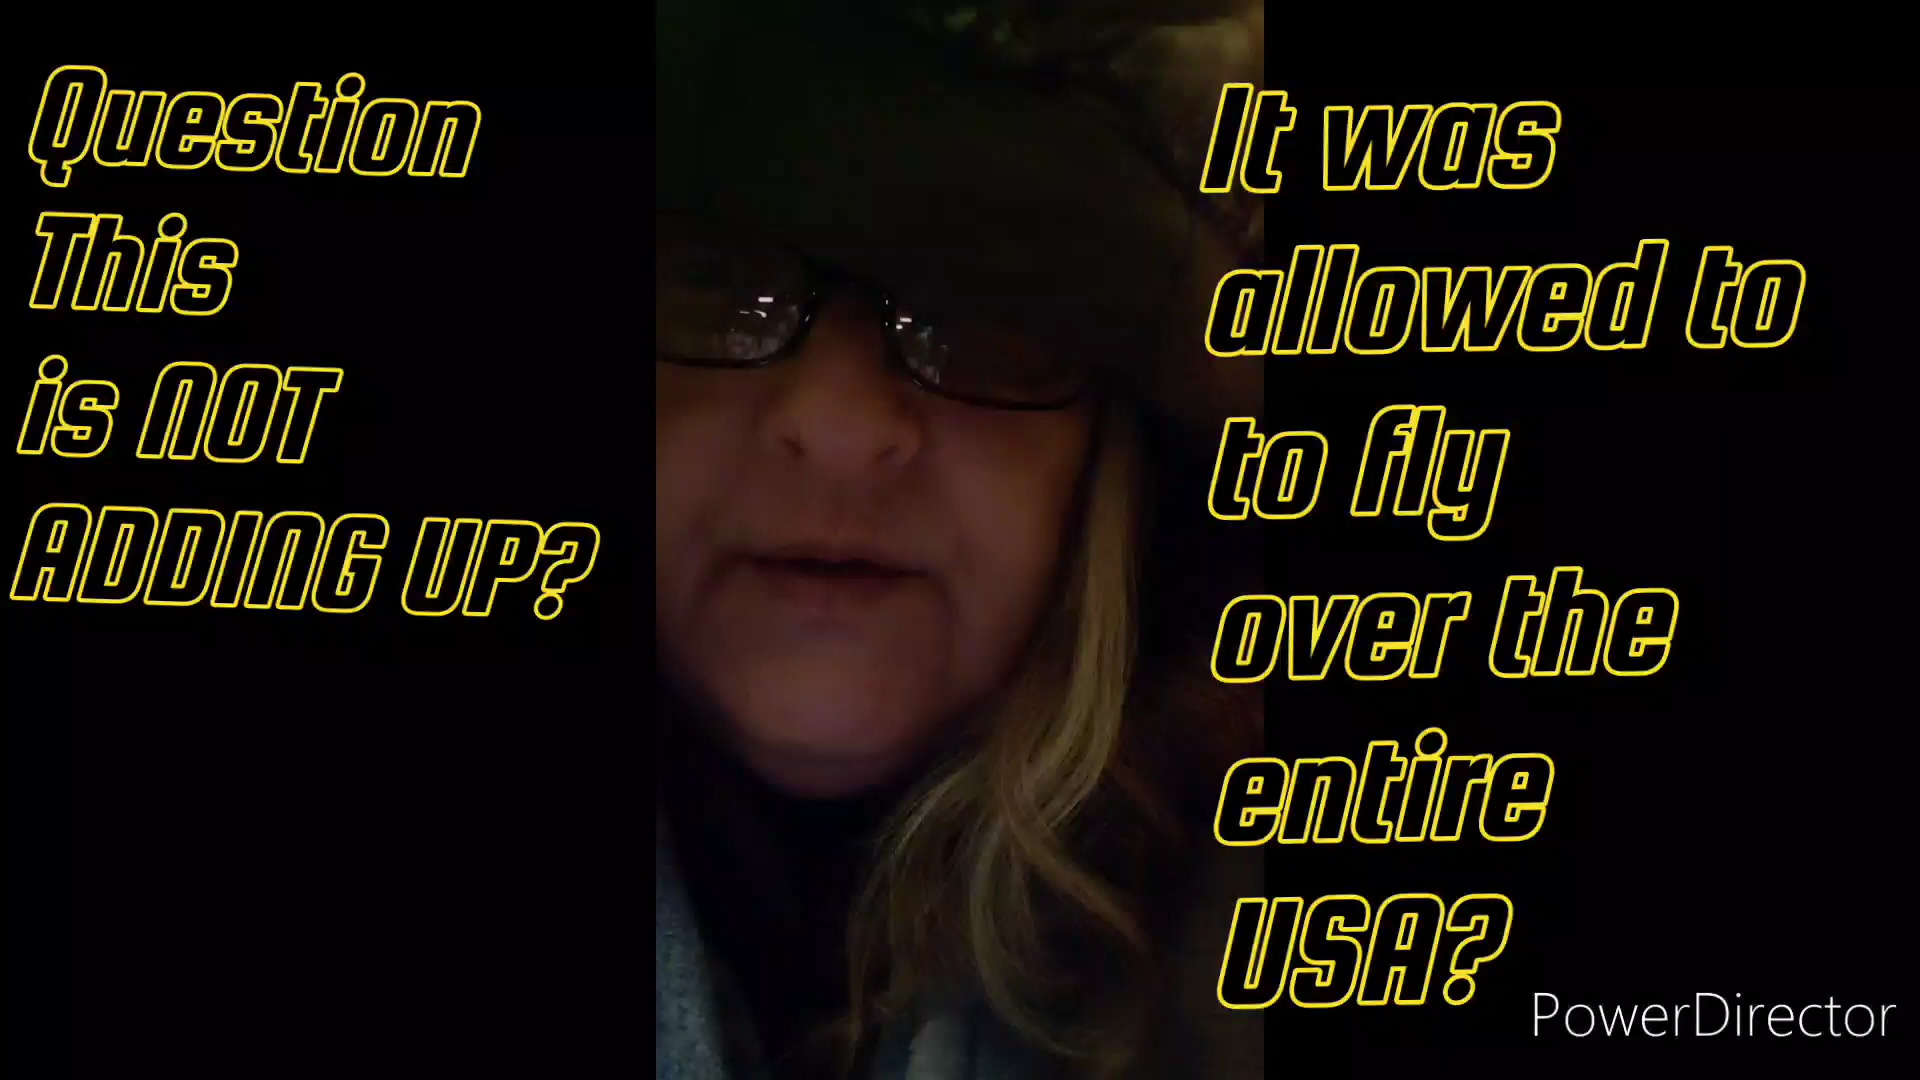 Question
This
is NOT
ADDING UP?
It was
allowed to
to fly
over the
entire
USA?
PowerDirector